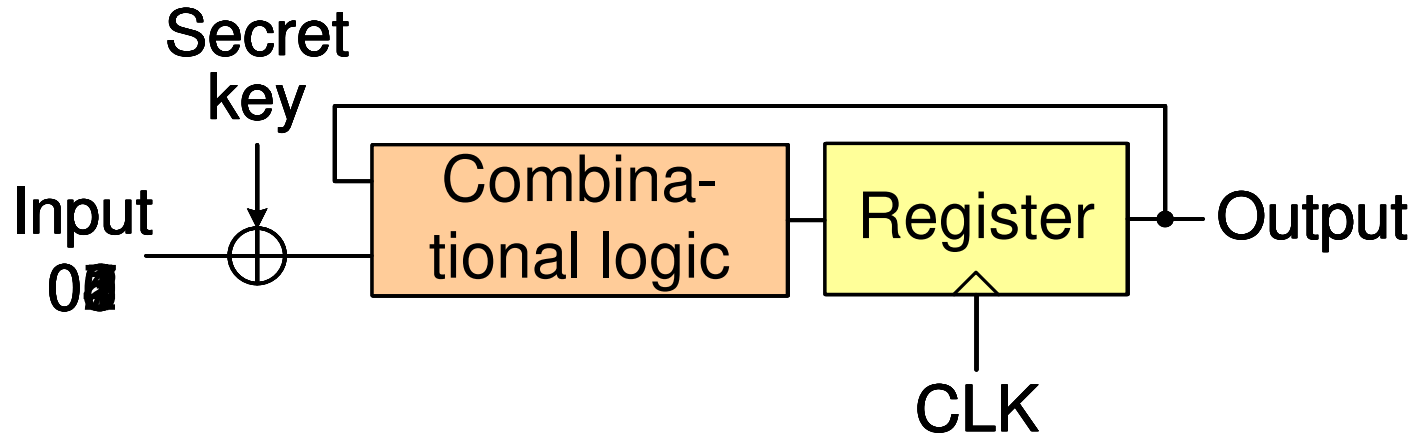 Secret
key
Input
Combina-
tional logic
Register
Output
CLK